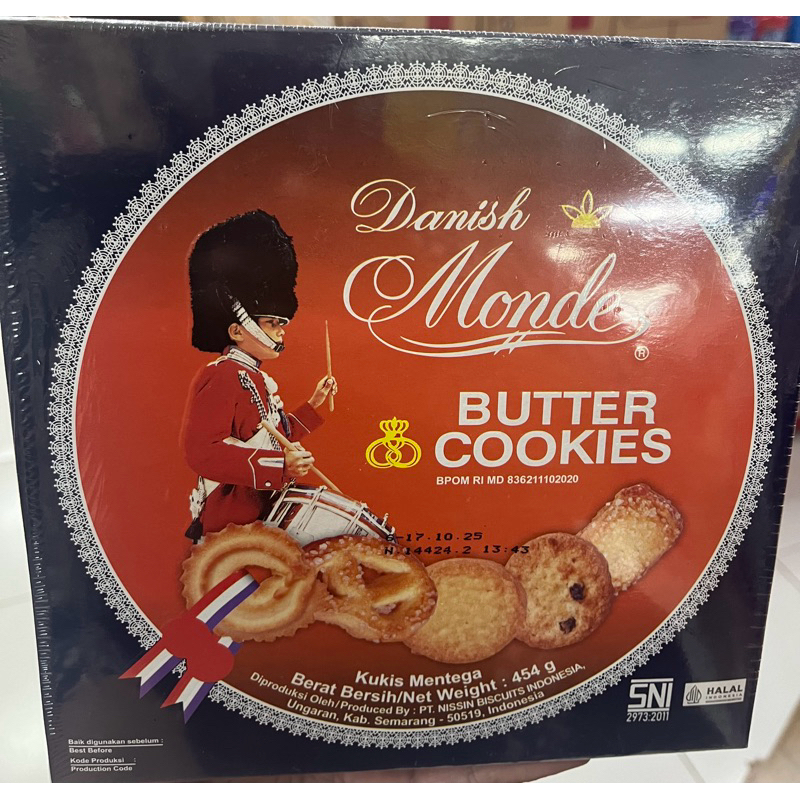 Danish
Monde
®
BUTTER
COOKIES
BPOM RI MD 836211102020
17.10.25
N 14424.2 13:43
Kukis Mentega
Berat Bersih/Net Weight : 454 g
Diproduksi Oleh/Produced By : PT. NISSIN BISCUITS INDONESIA,
Ungaran, Kab. Semarang - 50519, Indonesia
SNI
2973:2011
HALAL
INDONESIA
Baik digunakan sebelum :
Best Before
Kode Produksi :
Production Code